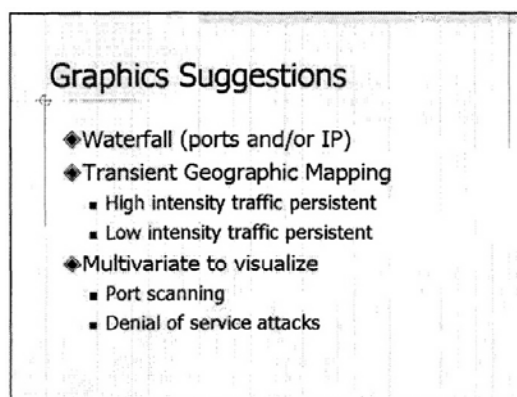 Graphics Suggestions
◆Waterfall (ports and/or IP)
◆Transient Geographic Mapping
▪ High intensity traffic persistent
▪ Low intensity traffic persistent
◆Multivariate to visualize
▪ Port scanning
▪ Denial of service attacks